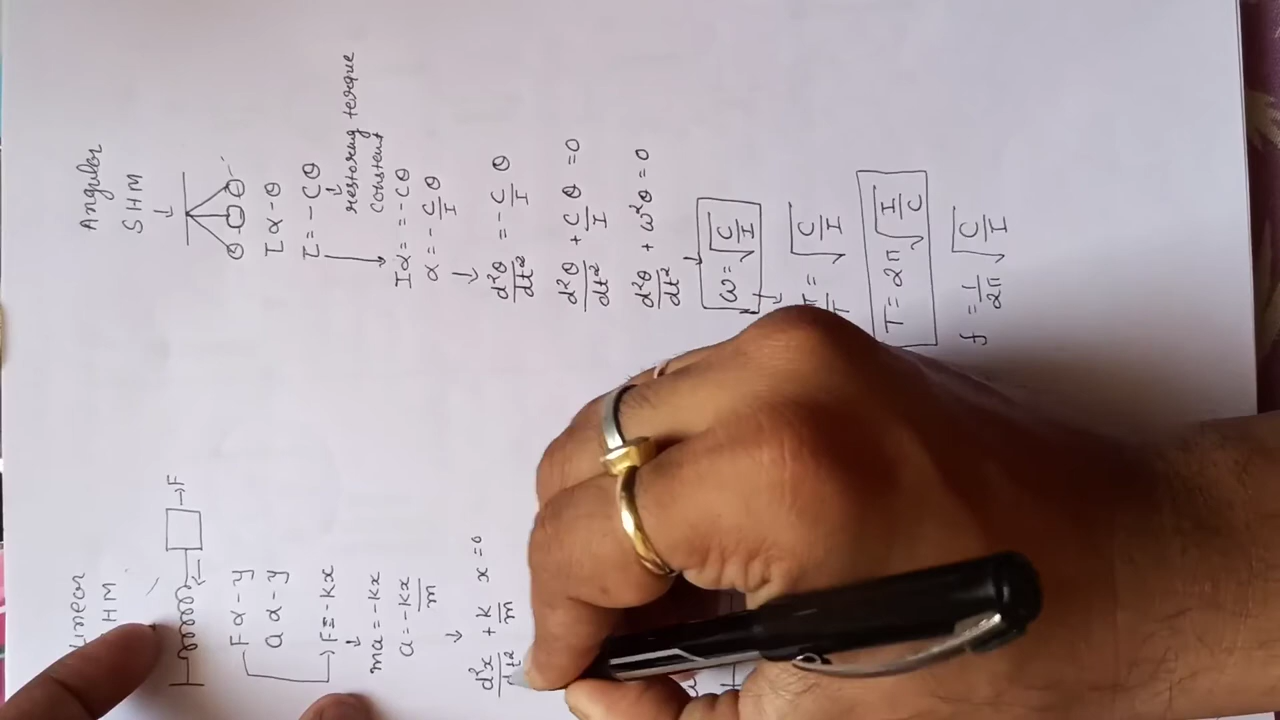 Linear
SHM
→F
F α -y
a α -y
F = -kx
ma = -kx
a = -kx/m
d²x/dt² + k/m x = 0
Angular
SHM
τ α -θ
τ = -Cθ
restoring torque
constant
Iα = -Cθ
α = -C/I θ
d²θ/dt² = -C/I θ
d²θ/dt² + C/I θ = 0
d²θ/dt² + ω²θ = 0
ω = √C/I
π/T = √C/I
T = 2π √I/C
f = 1/2π √C/I